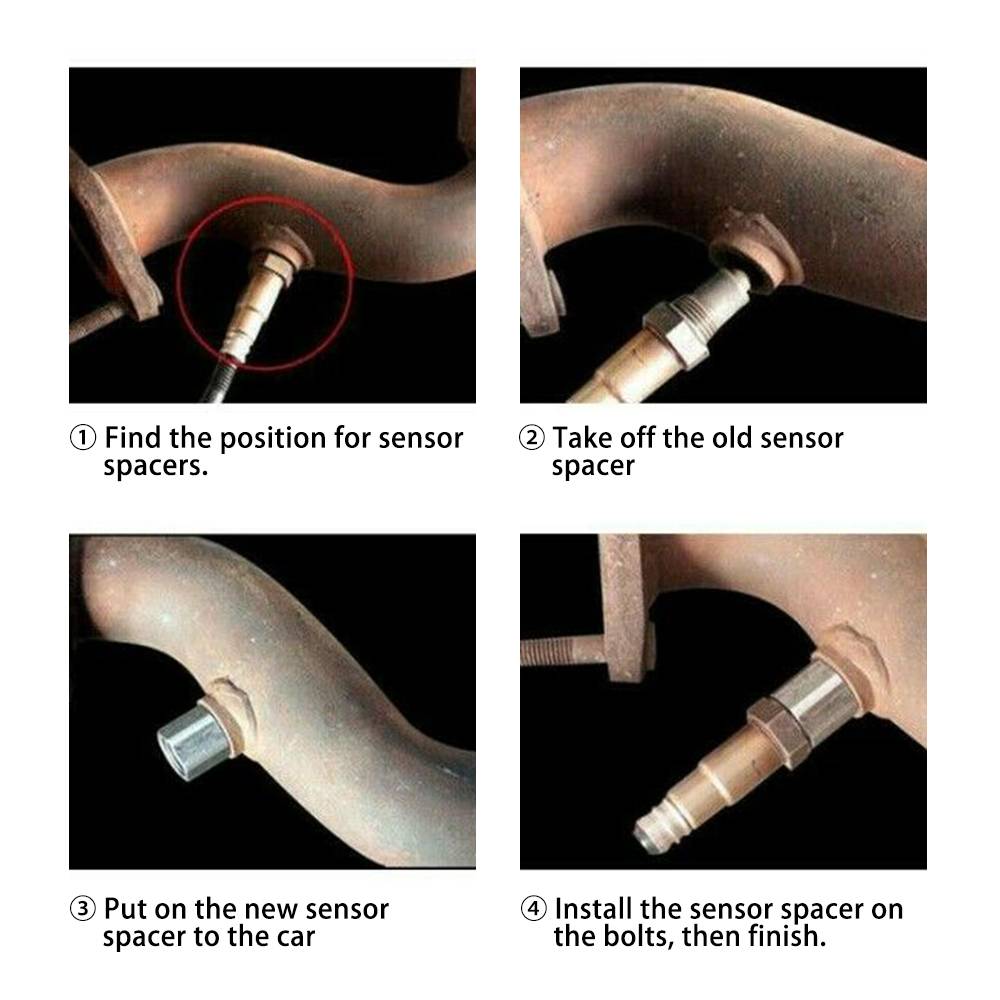 ① Find the position for sensor
spacers.
② Take off the old sensor
spacer
③ Put on the new sensor
spacer to the car
④ Install the sensor spacer on
the bolts, then finish.